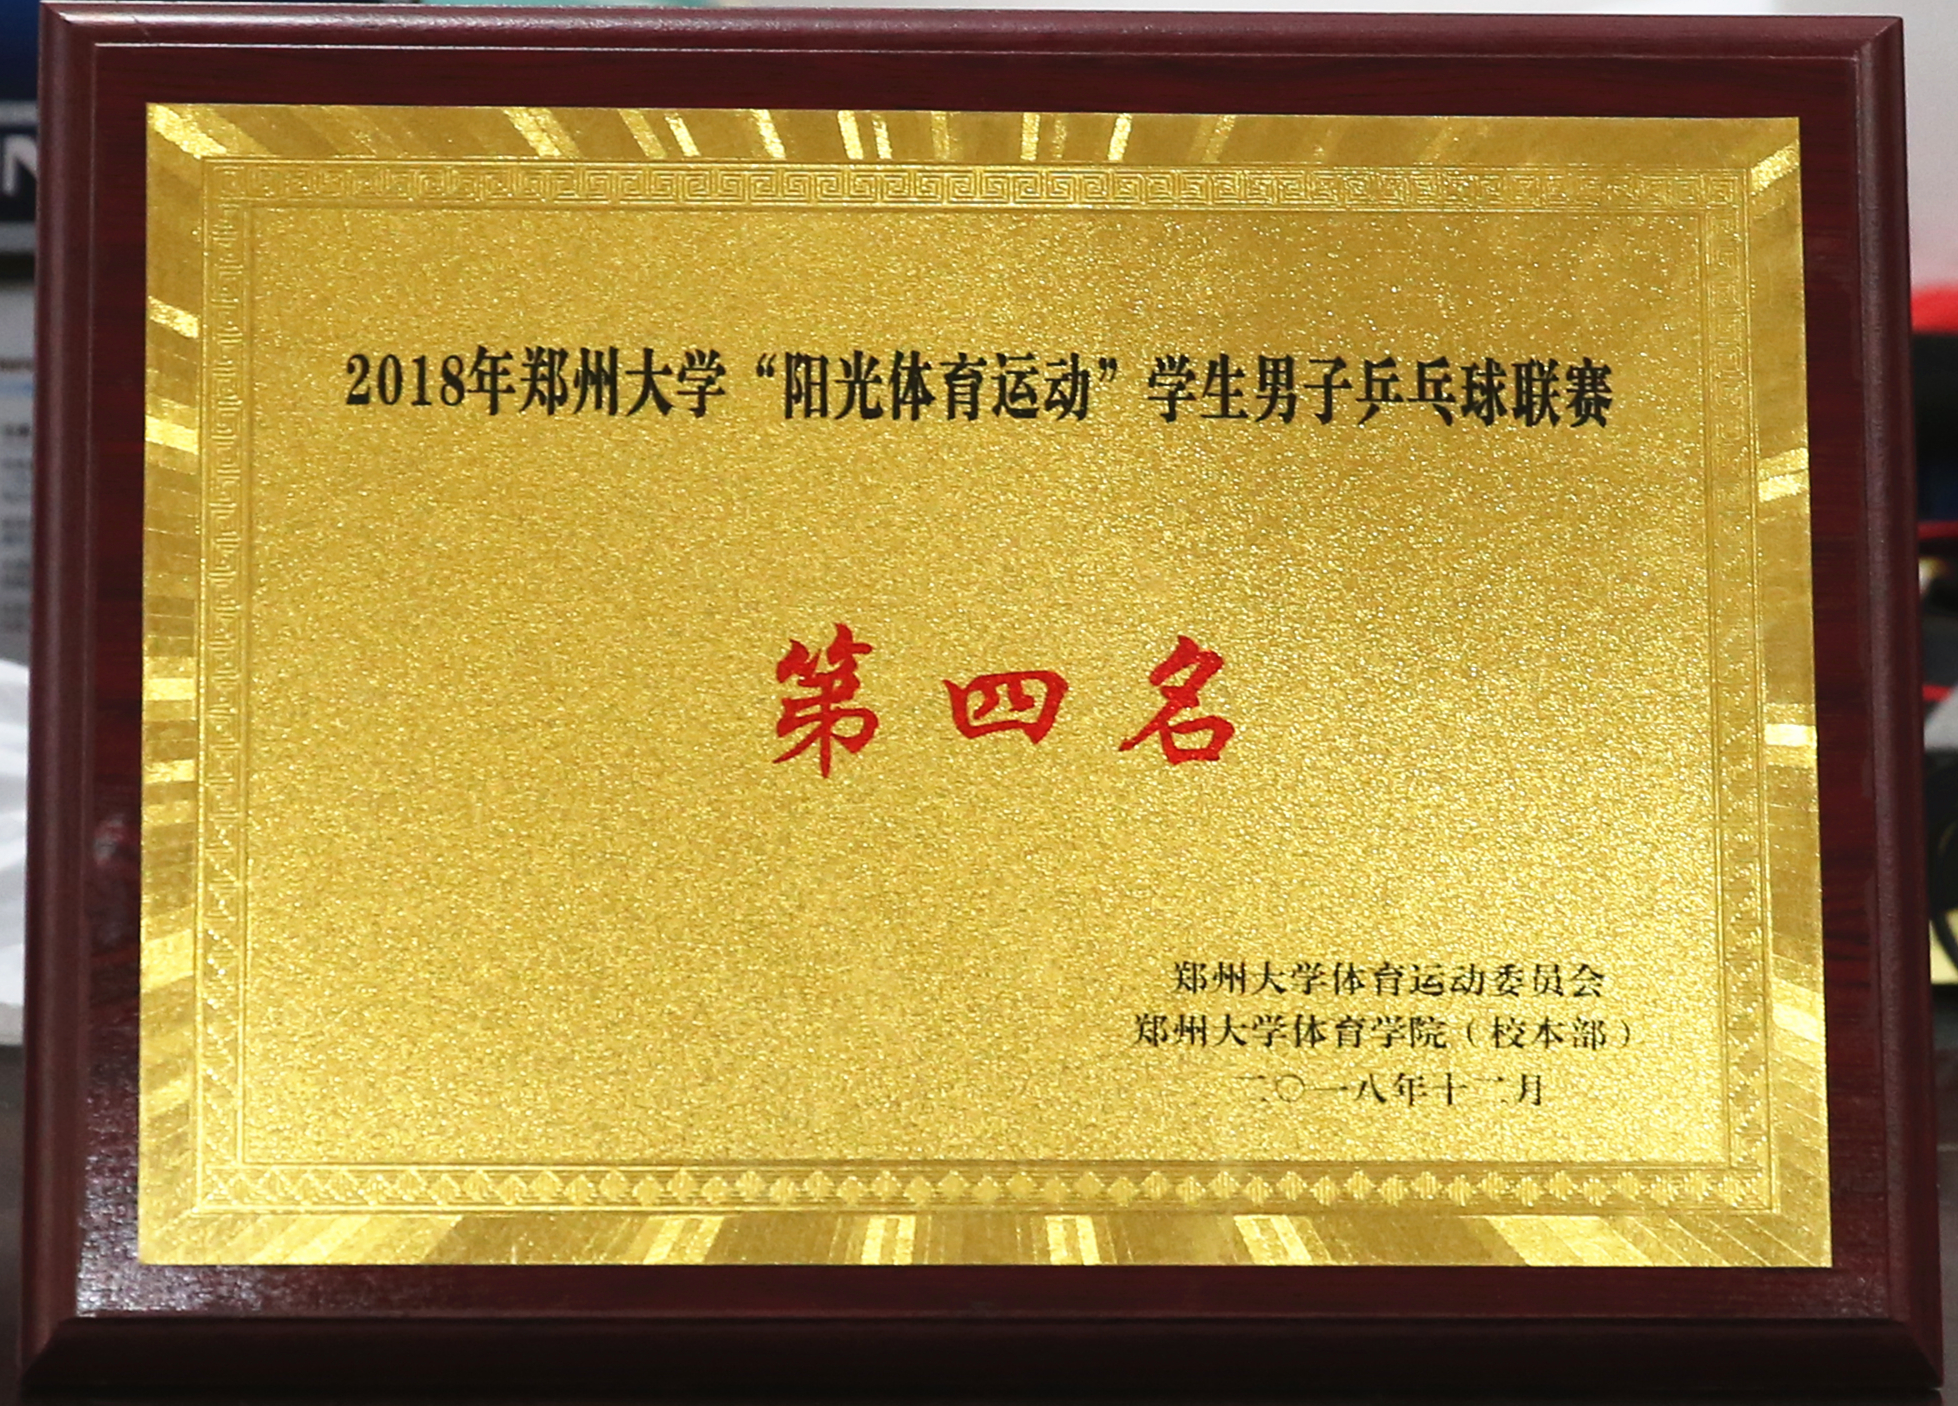 2018年郑州大学“阳光体育运动”学生男子乒乓球联赛
第四名
郑州大学体育运动委员会
郑州大学体育学院（校本部）
二〇一八年十二月